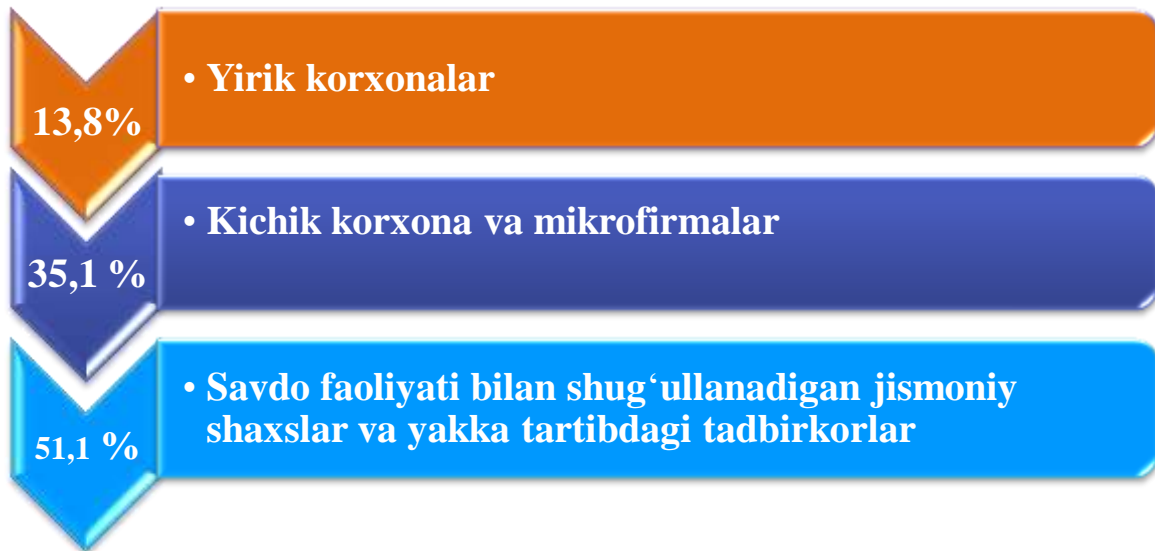 13,8%
• Yirik korxonalar
35,1 %
• Kichik korxona va mikrofirmalar
51,1 %
• Savdo faoliyati bilan shug‘ullanadigan jismoniy
shaxslar va yakka tartibdagi tadbirkorlar